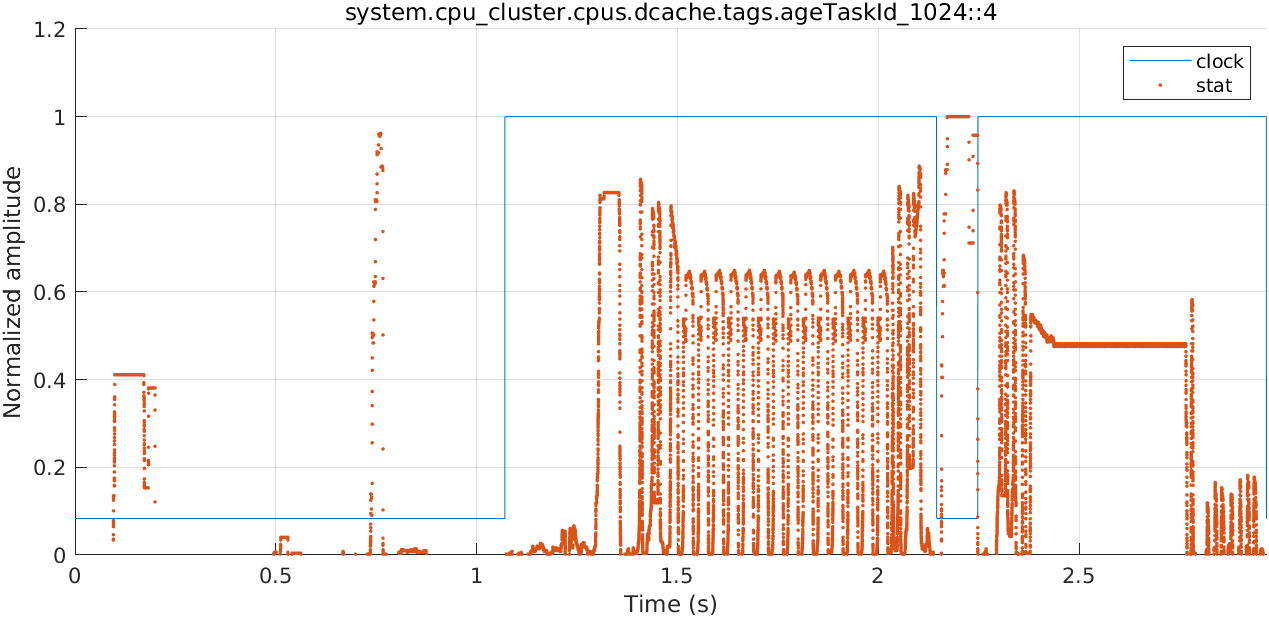 system.cpu_cluster.cpus.dcache.tags.ageTaskId_1024::4
1.2
1
0.8
0.6
0.4
0.2
0
Normalized amplitude
clock
stat
0 0.5 1 1.5 2 2.5
Time (s)